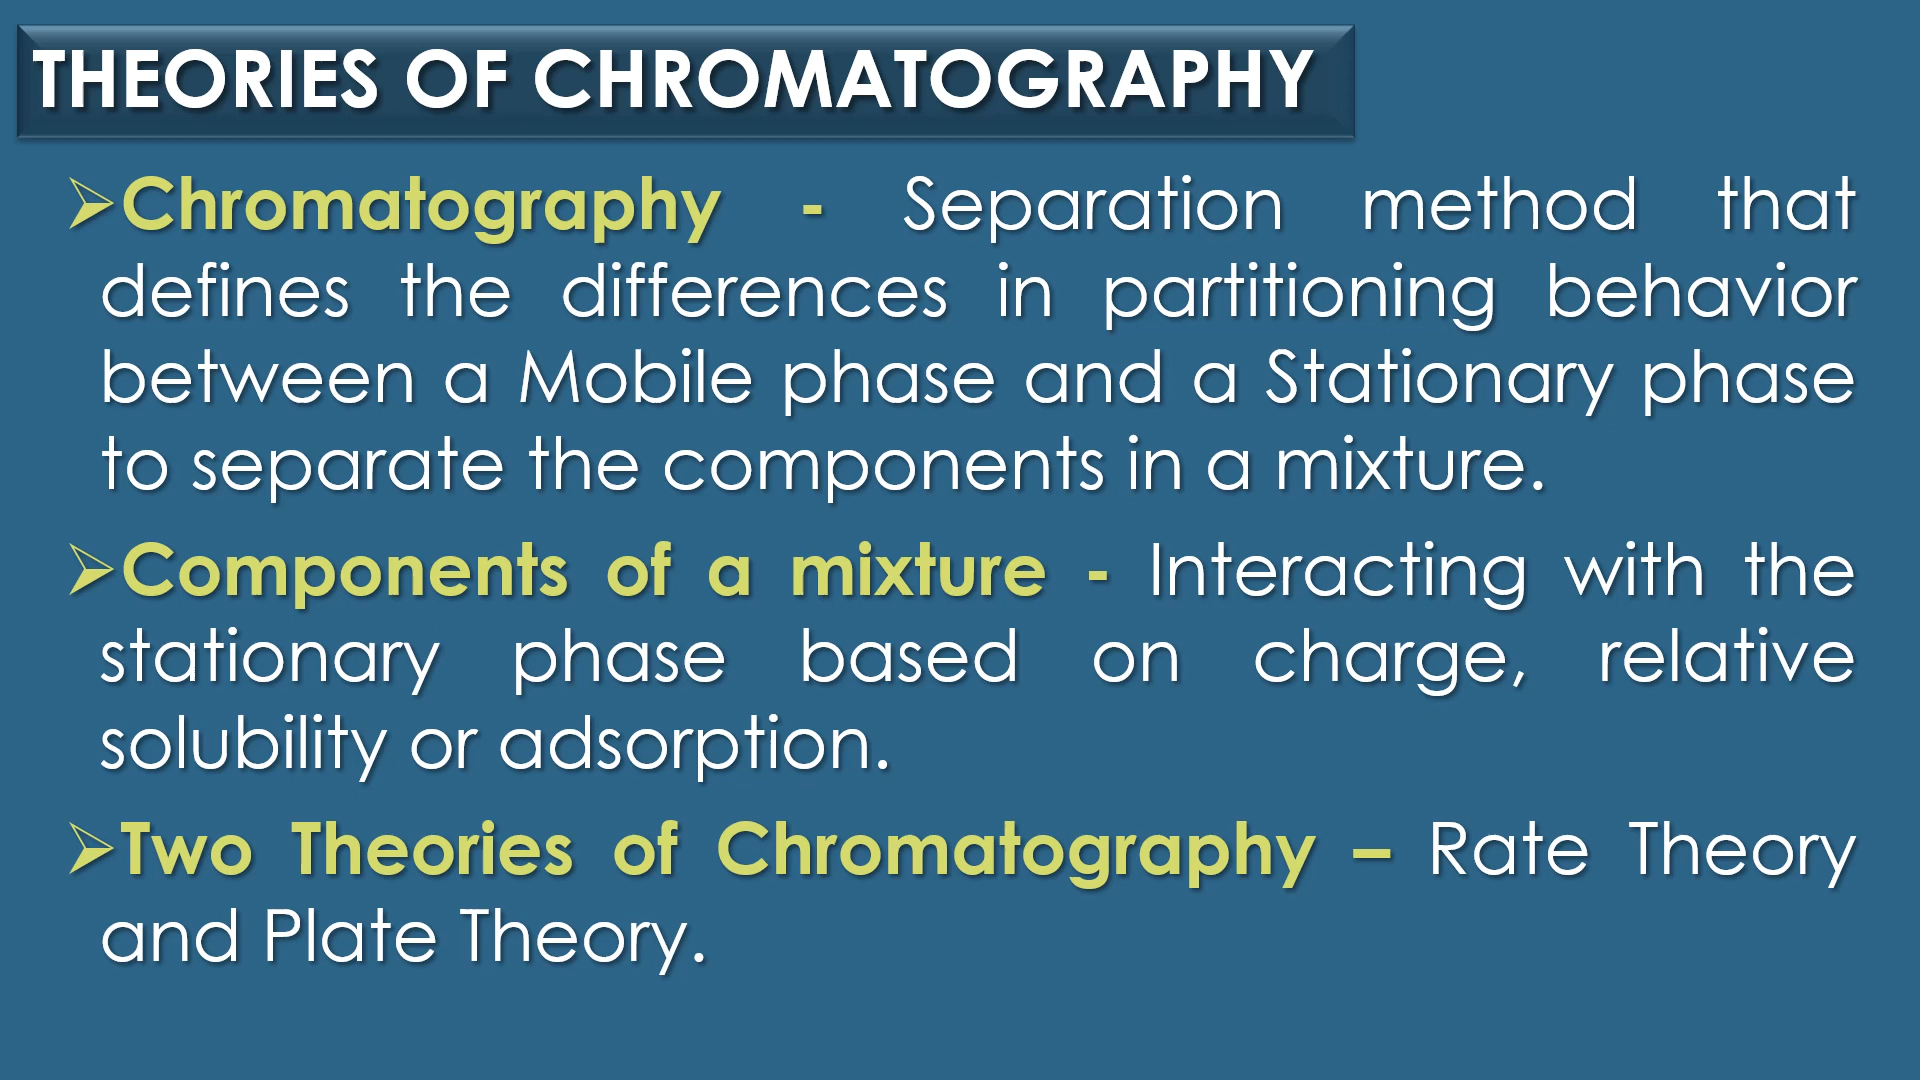 THEORIES OF CHROMATOGRAPHY
➢Chromatography - Separation method that
defines the differences in partitioning behavior
between a Mobile phase and a Stationary phase
to separate the components in a mixture.
➢Components of a mixture - Interacting with the
stationary phase based on charge, relative
solubility or adsorption.
➢Two Theories of Chromatography – Rate Theory
and Plate Theory.